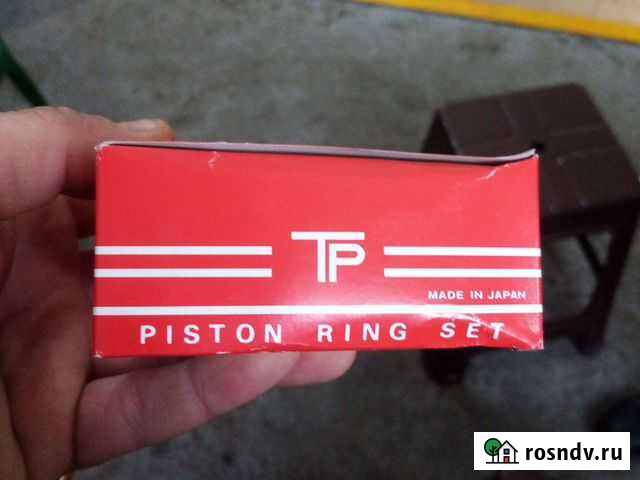 TP
MADE IN JAPAN
PISTON RING SET
rosndv.ru